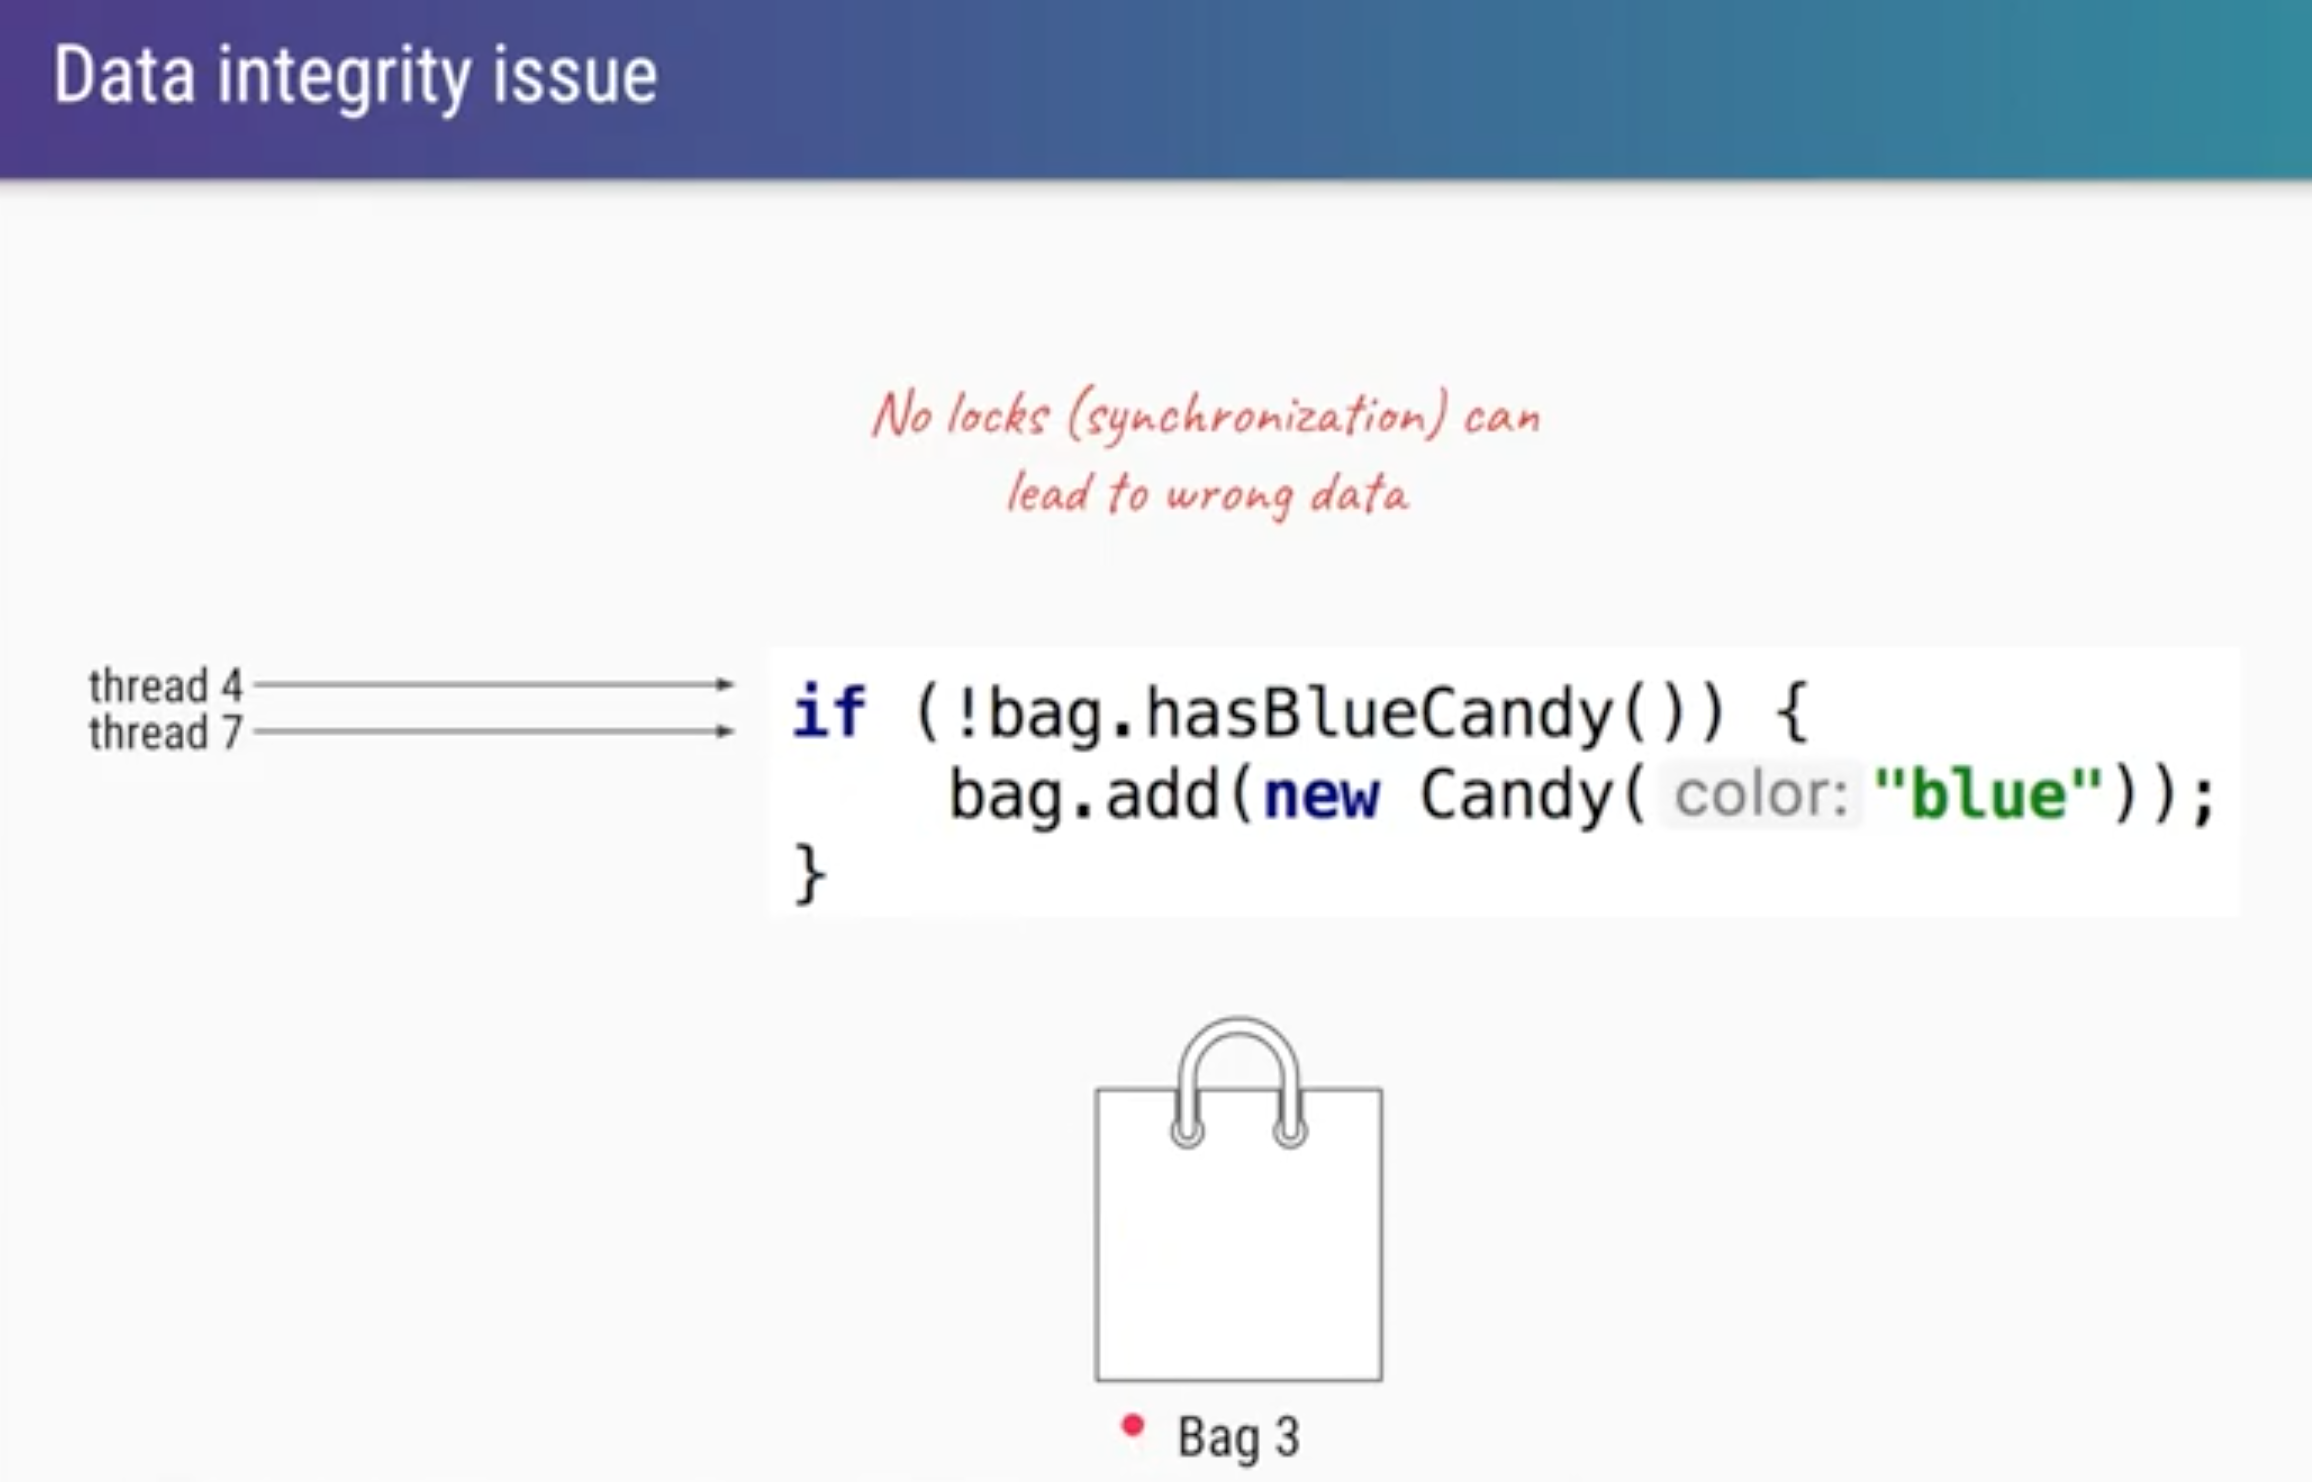 Data integrity issue
No locks (synchronization) can
lead to wrong data
thread 4
thread 7
if (!bag.hasBlueCandy()) {
    bag.add(new Candy( color: "blue"));
}
Bag 3